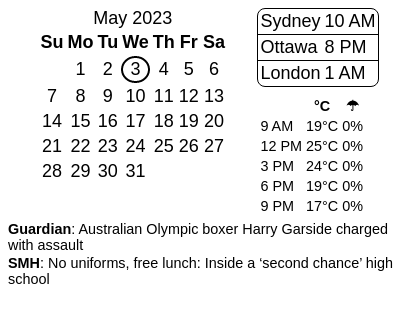 May 2023
Su Mo Tu We Th Fr Sa
1 2 3 4 5 6
7 8 9 10 11 12 13
14 15 16 17 18 19 20
21 22 23 24 25 26 27
28 29 30 31
Sydney 10 AM
Ottawa 8 PM
London 1 AM
°C ☂
9 AM 19°C 0%
12 PM 25°C 0%
3 PM 24°C 0%
6 PM 19°C 0%
9 PM 17°C 0%
Guardian: Australian Olympic boxer Harry Garside charged
with assault
SMH: No uniforms, free lunch: Inside a ‘second chance’ high
school